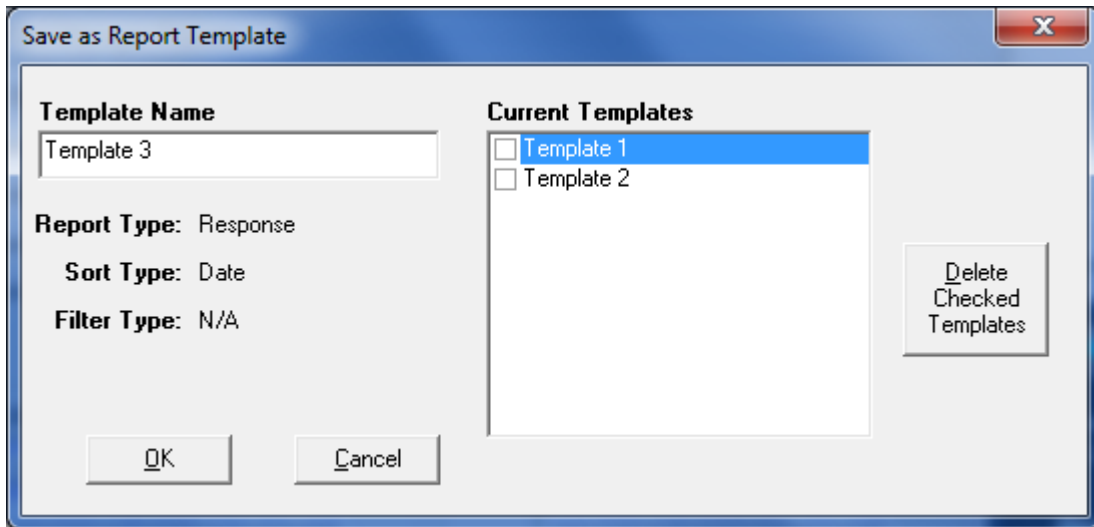 Save as Report Template
Template Name
Template 3
Report Type: Response
Sort Type: Date
Filter Type: N/A
OK
Cancel
Current Templates
Template 1
Template 2
Delete
Checked
Templates